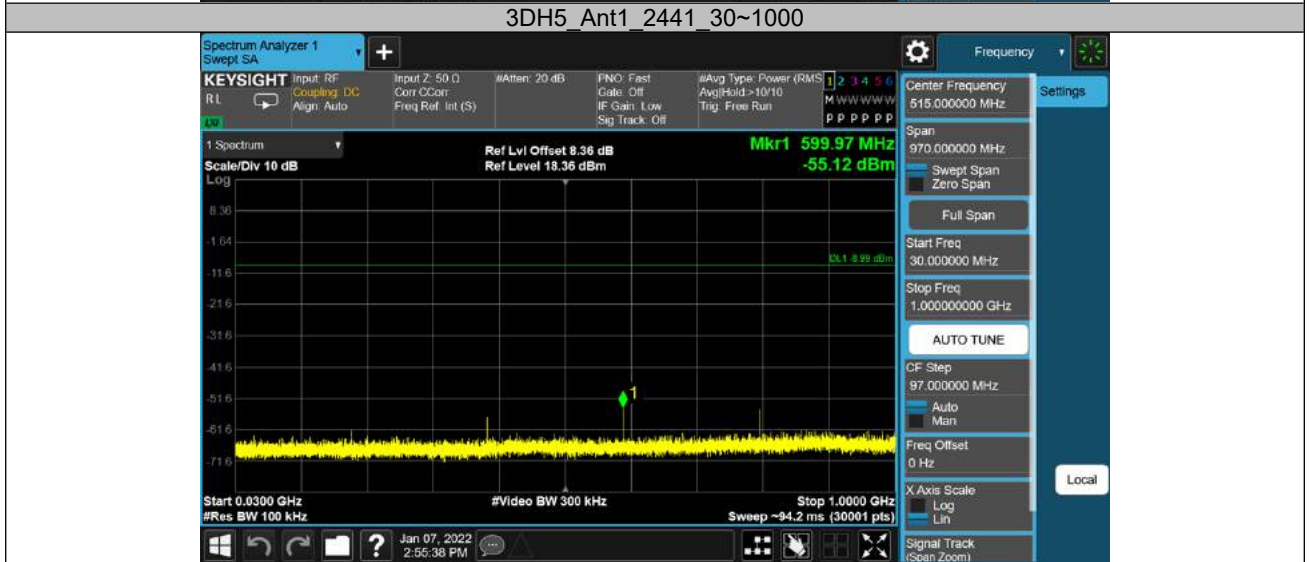 3DH5_Ant1_2441_30~1000
Spectrum Analyzer 1
Swept SA
Frequency
KEYSIGHT
RL
Input: RF
Coupling: DC
Align: Auto
Input Z: 50 Ω
Corr CCorr
Freq Ref: Int (S)
#Atten: 20 dB
PNO: Fast
Gate: Off
IF Gain: Low
Sig Track: Off
#Avg Type: Power (RMS
Avg|Hold:>10/10
Trig: Free Run
1 2 3 4 5 6
M W W W W W
P P P P P P
1 Spectrum
Scale/Div 10 dB
Log
Ref Lvl Offset 8.36 dB
Ref Level 18.36 dBm
Mkr1 599.97 MHz
-55.12 dBm
8.36
-1.64
-11.6
-21.6
-31.6
-41.6
-51.6
-61.6
-71.6
DL1 -8.99 dBm
1
Start 0.0300 GHz
#Res BW 100 kHz
#Video BW 300 kHz
Stop 1.0000 GHz
Sweep ~94.2 ms (30001 pts)
Jan 07, 2022
2:55:38 PM
Center Frequency
515.000000 MHz
Settings
Span
970.000000 MHz
Swept Span
Zero Span
Full Span
Start Freq
30.000000 MHz
Stop Freq
1.000000000 GHz
AUTO TUNE
CF Step
97.000000 MHz
Auto
Man
Freq Offset
0 Hz
X Axis Scale
Log
Lin
Local
Signal Track
(Span Zoom)